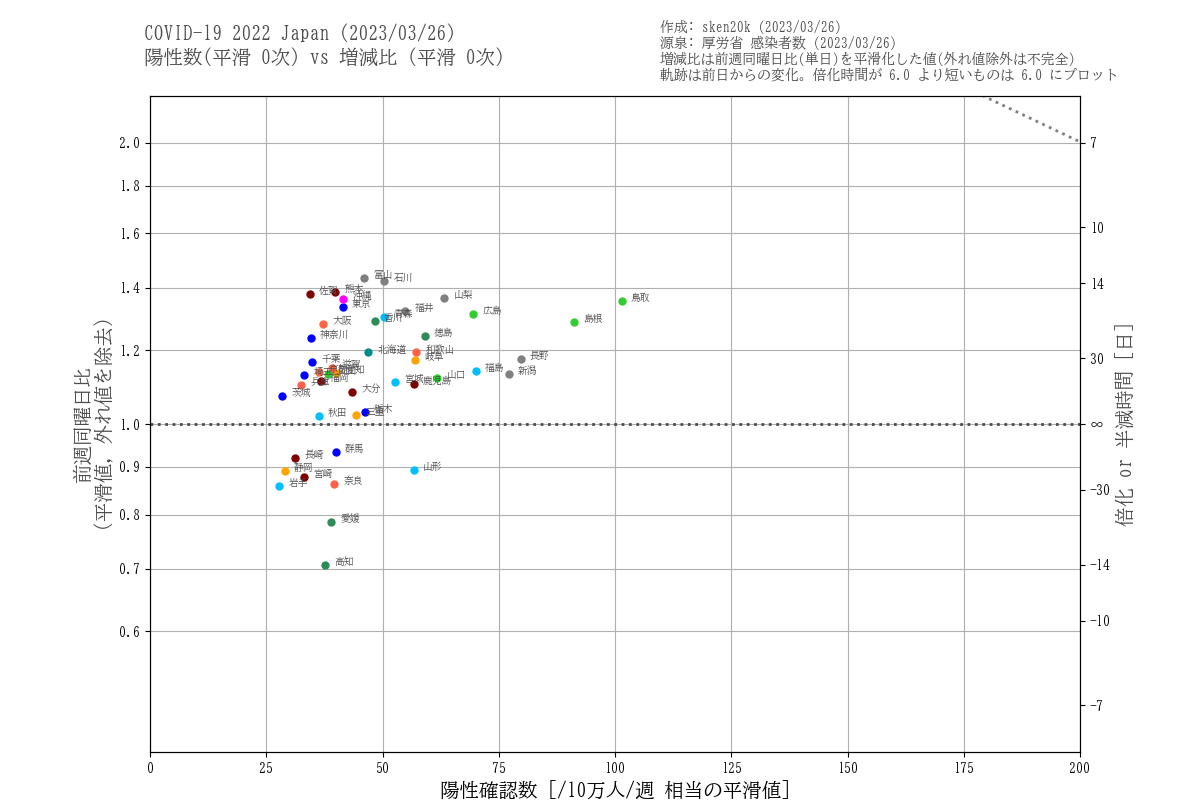 COVID-19 2022 Japan (2023/03/26)
陽性数(平滑 0次) vs 増減比 (平滑 0次)
作成: sken20k (2023/03/26)
源泉: 厚労省 感染者数 (2023/03/26)
増減比は前週同曜日比(単日)を平滑化した値(外れ値除外は不完全)
軌跡は前日からの変化。倍化時間が 6.0 より短いものは 6.0 にプロット
2.0
1.8
1.6
1.4
1.2
1.0
0.9
0.8
0.7
0.6
前週同曜日比
(平滑値, 外れ値を除去)
富山
石川
佐賀
熊本
沖縄
東京
山梨
鳥取
福井
広島
香川
青森
大阪
島根
神奈川
徳島
北海道
和歌山
岐阜
長野
千葉
滋賀
福島
新潟
福岡
兵庫
山口
宮城
鹿児島
茨城
大分
秋田
三重
栃木
群馬
長崎
静岡
宮崎
岩手
奈良
山形
愛媛
高知
7
10
14
30
∞
-30
-14
-10
-7
倍化 or 半減時間 [日]
0
25
50
75
100
125
150
175
200
陽性確認数 [/10万人/週 相当の平滑値]